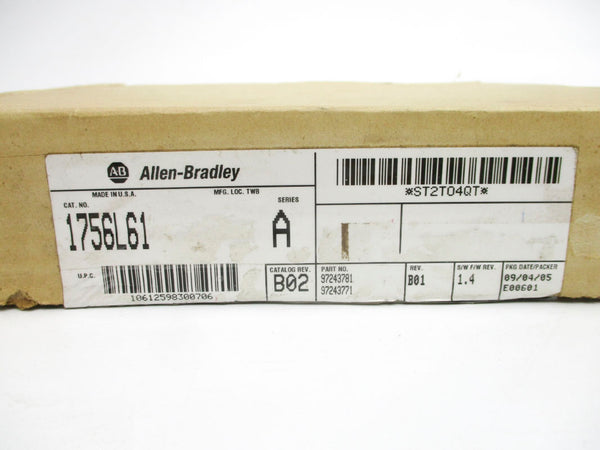 AB Allen-Bradley
MADE IN U.S.A. MFG. LOC. TWB
CAT. NO. SERIES
1756L61 A
U.P.C.
10612598300706
CATALOG REV.
B02
*ST2T04QT*
PART NO.
97243781
97243771
REV.
B01
S/W F/W REV.
1.4
PKG DATE/PACKER
09/04/05
E00601